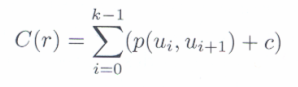 C(r) = \sum_{i=0}^{k-1} (p(u_i, u_{i+1}) + c)